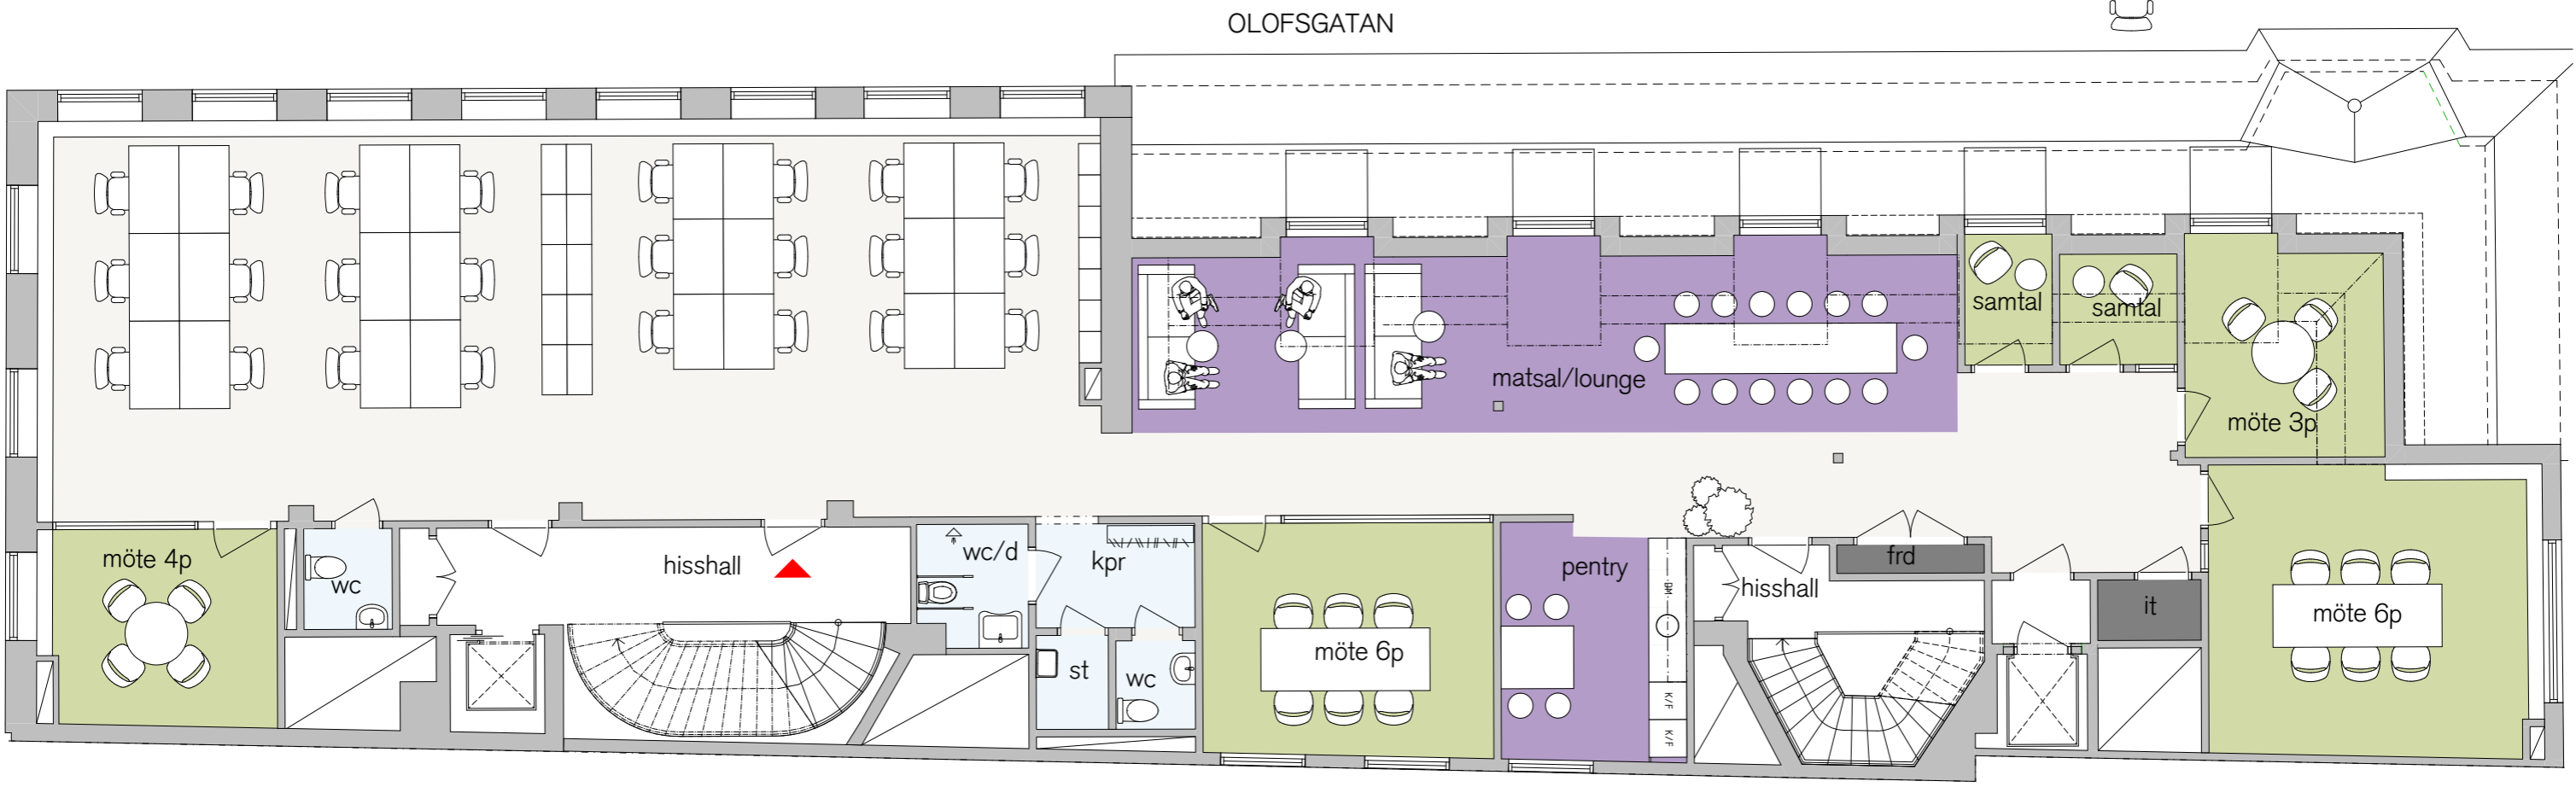 OLOFSGATAN
samtal
samtal
matsal/lounge
möte 3p
möte 4p
wc
hisshall
wc/d
kpr
st
wc
möte 6p
pentry
K/F
K/F
hisshall
frd
it
möte 6p